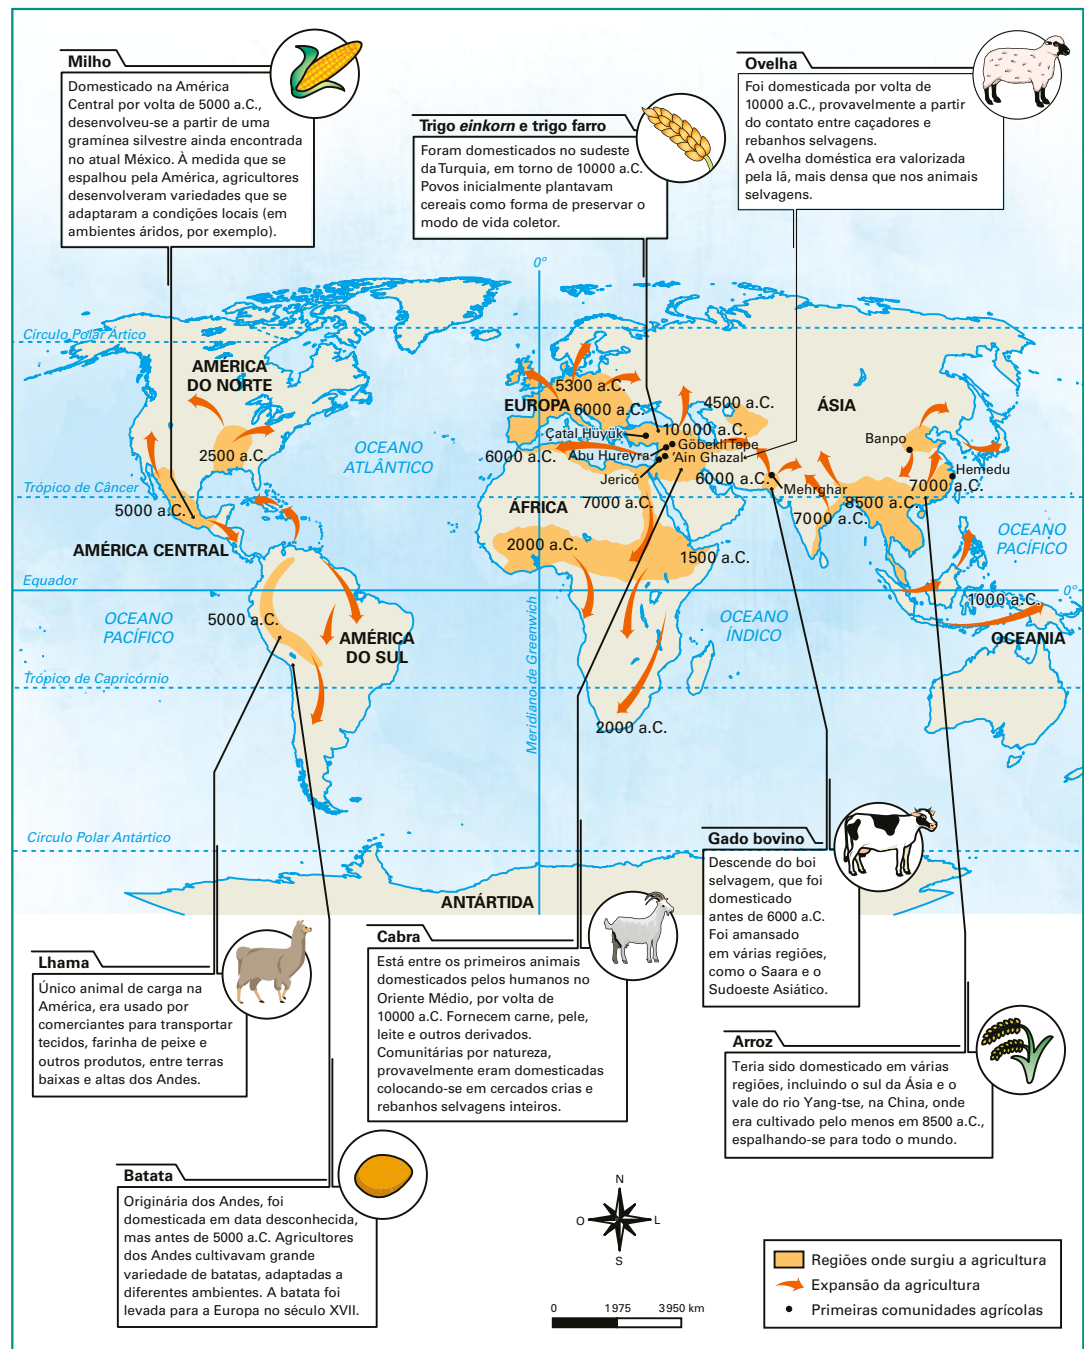 Milho
Domesticado na América
Central por volta de 5000 a.C.,
desenvolveu-se a partir de uma
gramínea silvestre ainda encontrada
no atual México. À medida que se
espalhou pela América, agricultores
desenvolveram variedades que se
adaptaram a condições locais (em
ambientes áridos, por exemplo).
Trigo einkorn e trigo farro
Foram domesticados no sudeste
da Turquia, em torno de 10000 a.C.
Povos inicialmente plantavam
cereais como forma de preservar o
modo de vida coletor.
Ovelha
Foi domesticada por volta de
10000 a.C., provavelmente a partir
do contato entre caçadores e
rebanhos selvagens.
A ovelha doméstica era valorizada
pela lã, mais densa que nos animais
selvagens.
0°
Círculo Polar Ártico
AMÉRICA
DO NORTE
2500 a.C.
OCEANO
ATLÂNTICO
EUROPA
5300 a.C.
6000 a.C.
4500 a.C.
ÁSIA
10 000 a.C.
Çatal Hüyük
Göbekli Tepe
Abu Hureyra
'Ain Ghazal
Jericó
6000 a.C.
6000 a.C.
Mehrghar
Banpo
Hemedu
7000 a.C.
8500 a.C.
7000 a.C.
Trópico de Câncer
5000 a.C.
AMÉRICA CENTRAL
ÁFRICA
7000 a.C.
2000 a.C.
1500 a.C.
OCEANO
PACÍFICO
Equador
0°
OCEANO
PACÍFICO
5000 a.C.
AMÉRICA
DO SUL
Meridiano de Greenwich
OCEANO
ÍNDICO
1000 a.C.
OCEANIA
Trópico de Capricórnio
2000 a.C.
Círculo Polar Antártico
ANTÁRTIDA
Gado bovino
Descende do boi
selvagem, que foi
domesticado
antes de 6000 a.C.
Foi amansado
em várias regiões,
como o Saara e o
Sudoeste Asiático.
Lhama
Único animal de carga na
América, era usado por
comerciantes para transportar
tecidos, farinha de peixe e
outros produtos, entre terras
baixas e altas dos Andes.
Cabra
Está entre os primeiros animais
domesticados pelos humanos no
Oriente Médio, por volta de
10000 a.C. Fornecem carne, pele,
leite e outros derivados.
Comunitárias por natureza,
provavelmente eram domesticadas
colocando-se em cercados crias e
rebanhos selvagens inteiros.
Arroz
Teria sido domesticado em várias
regiões, incluindo o sul da Ásia e o
vale do rio Yang-tse, na China, onde
era cultivado pelo menos em 8500 a.C.,
espalhando-se para todo o mundo.
Batata
Originária dos Andes, foi
domesticada em data desconhecida,
mas antes de 5000 a.C. Agricultores
dos Andes cultivavam grande
variedade de batatas, adaptadas a
diferentes ambientes. A batata foi
levada para a Europa no século XVII.
N
O
L
S
0 1975 3950 km
Regiões onde surgiu a agricultura
Expansão da agricultura
Primeiras comunidades agrícolas